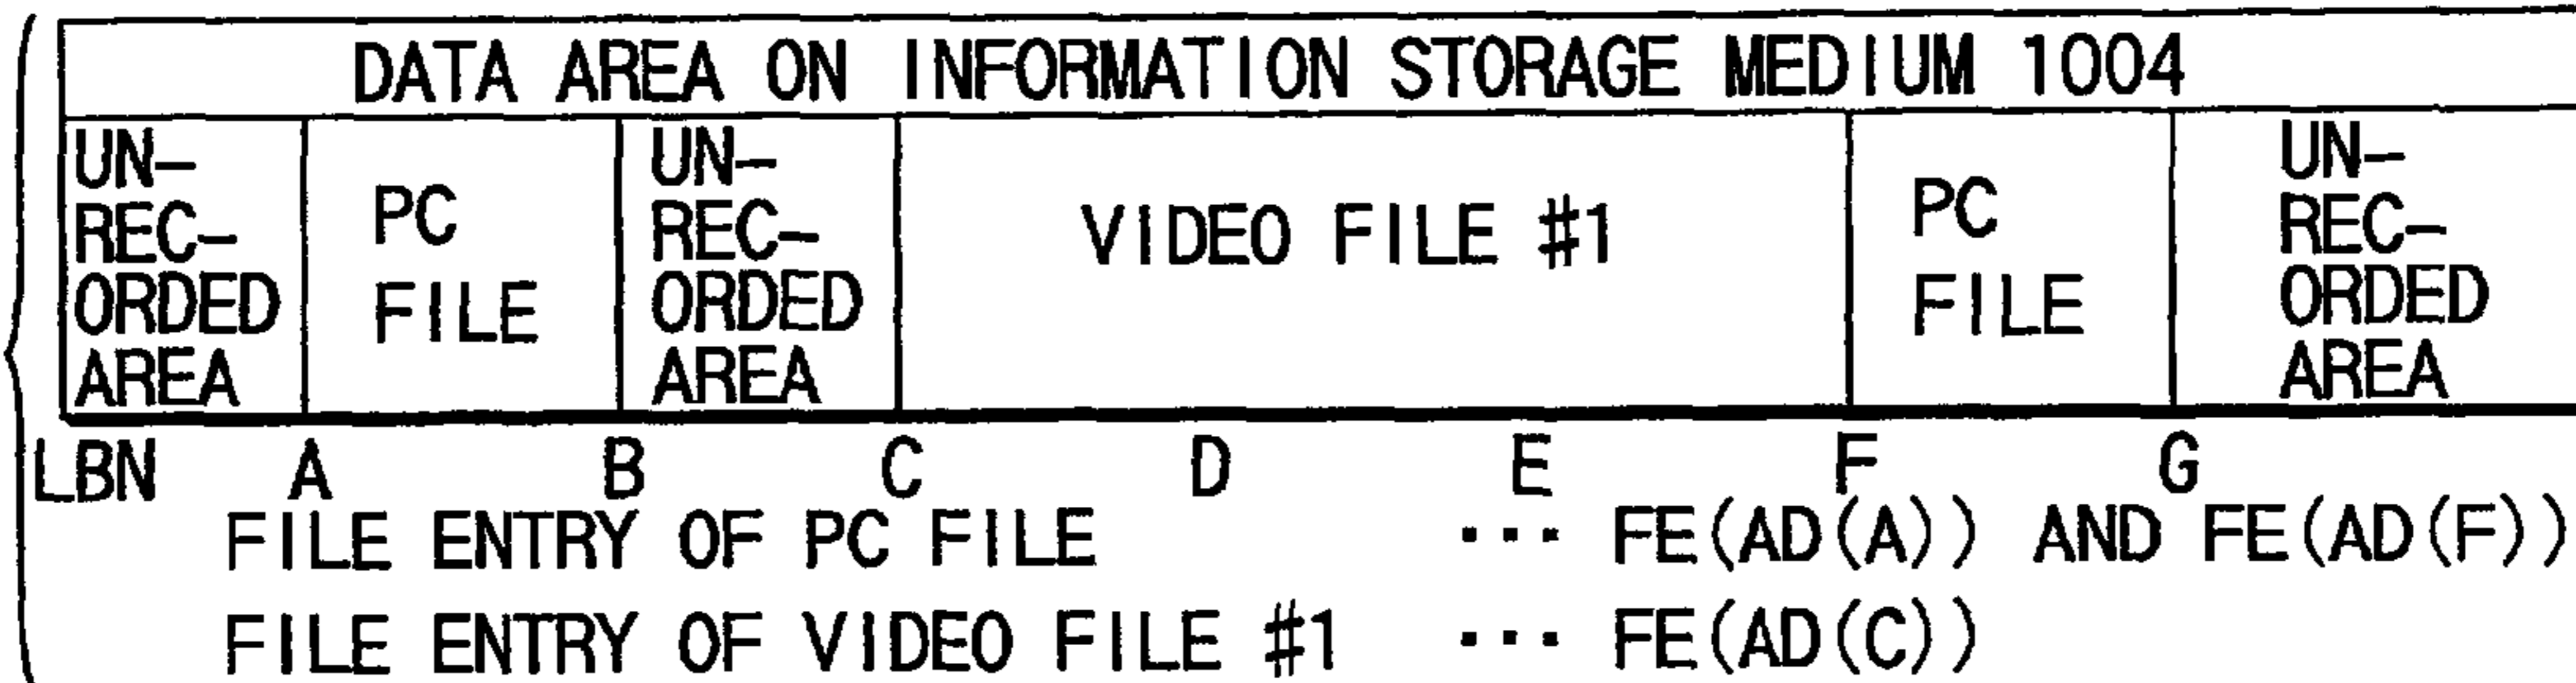 DATA AREA ON INFORMATION STORAGE MEDIUM 1004
UN-
REC-
ORDED
AREA
PC
FILE
UN-
REC-
ORDED
AREA
VIDEO FILE #1
PC
FILE
UN-
REC-
ORDED
AREA
LBN A B C D E F G
FILE ENTRY OF PC FILE ··· FE(AD(A)) AND FE(AD(F))
FILE ENTRY OF VIDEO FILE #1 ··· FE(AD(C))